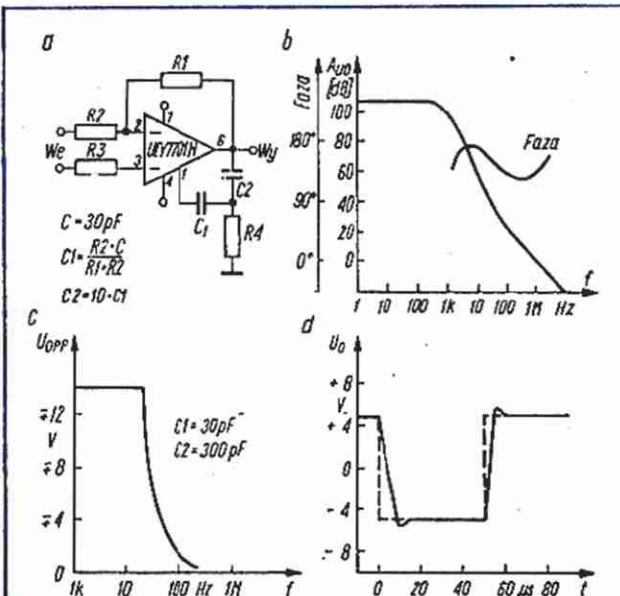 a
R1
R2
2
7
We
ULY7701N
6
Wy
R3
3
4
1
C2
C1
R4
C = 30pF
C1 = R2·C / R1·R2
C2 = 10·C1
b
Faza
Auo
[dB]
100
180°
80
60
Faza
90°
40
20
0°
0
1 10 100 1k 10 100 1M Hz
f
c
UOPP
∓12
V
∓8
∓4
0
C1 = 30pF
C2 = 300pF
1k 10 100 Hz 1M f
d
Uo
+8
V
+4
0
-4
-8
0 20 40 60 µs 80 t